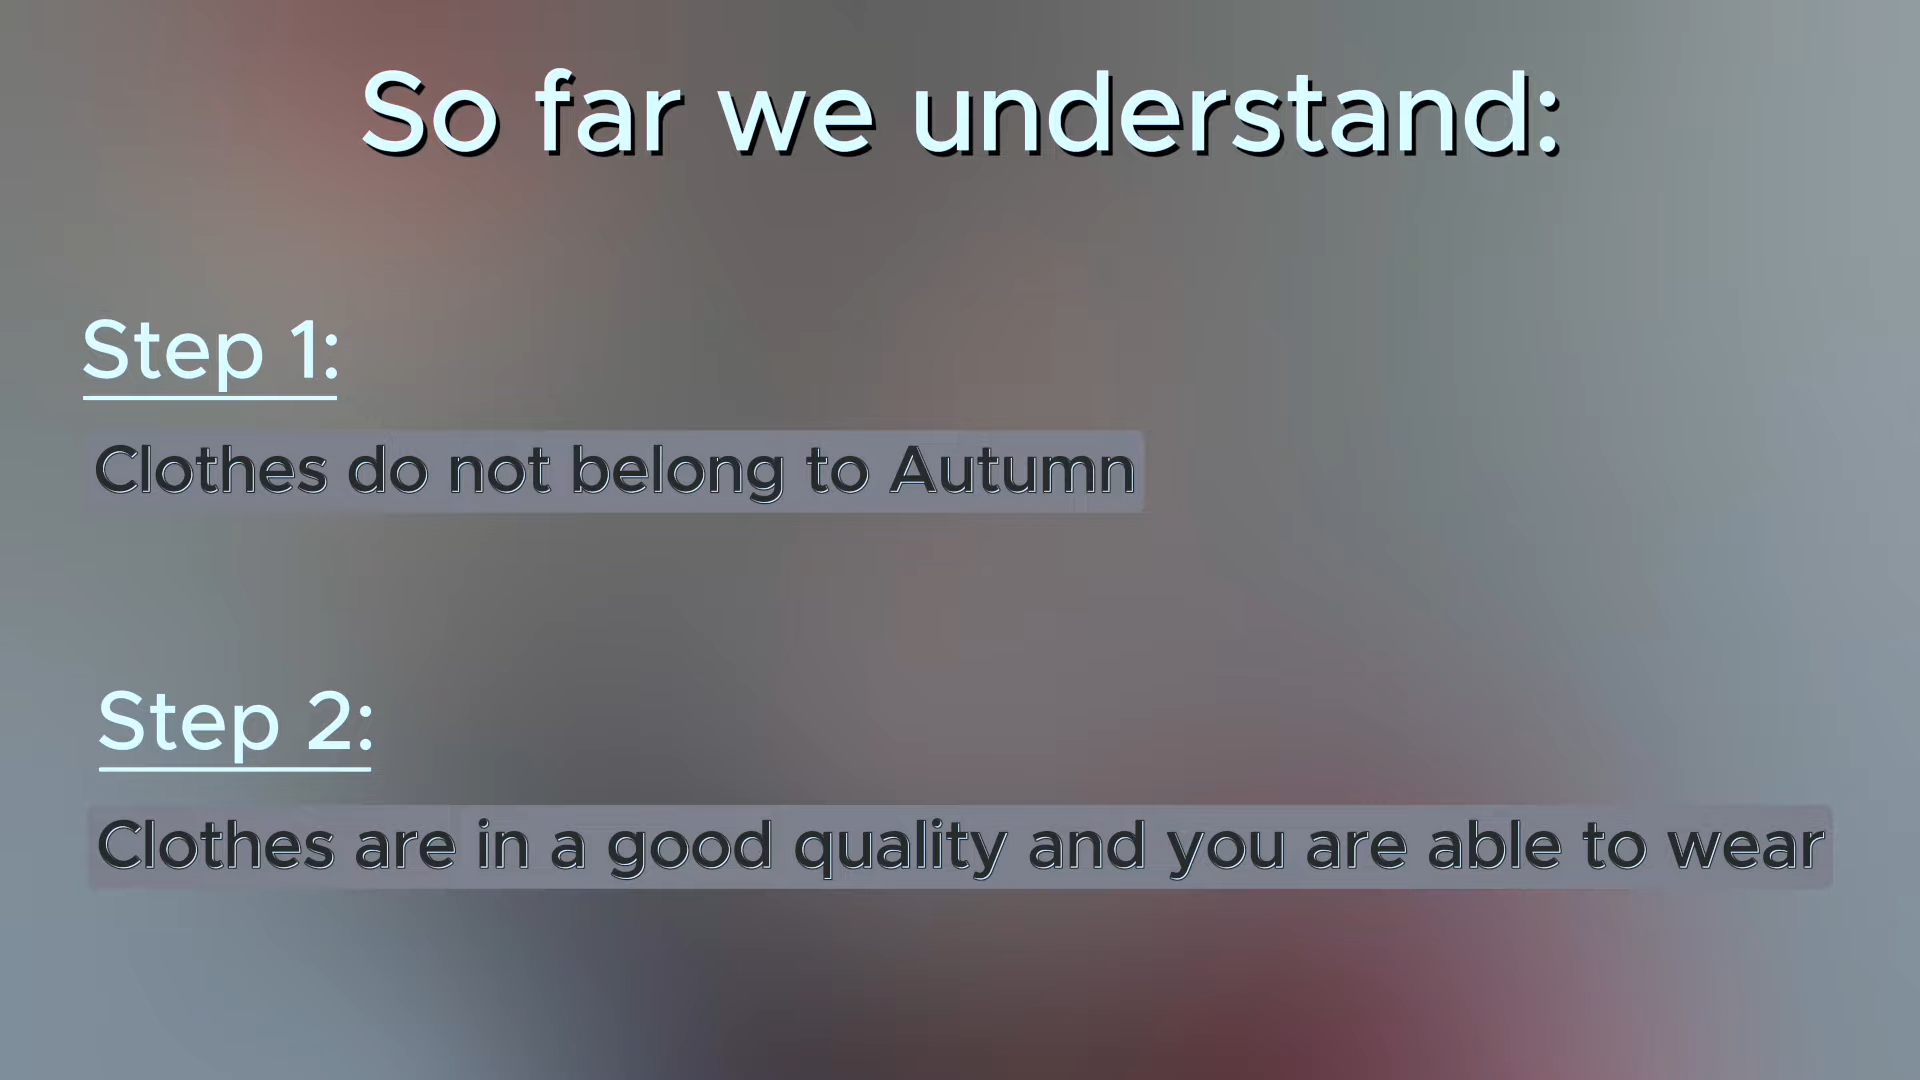 So far we understand:
Step 1:
Clothes do not belong to Autumn
Step 2:
Clothes are in a good quality and you are able to wear